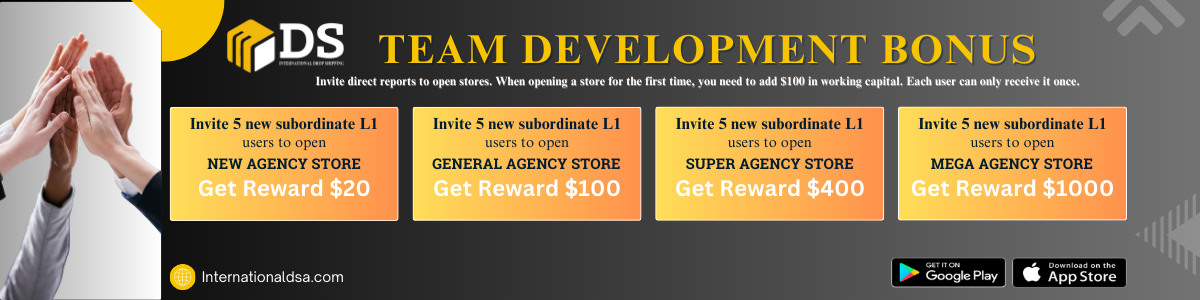 DS
INTERNATIONAL DROP SHIPPING
TEAM DEVELOPMENT BONUS
Invite direct reports to open stores. When opening a store for the first time, you need to add $100 in working capital. Each user can only receive it once.
Invite 5 new subordinate L1
users to open
NEW AGENCY STORE
Get Reward $20
Invite 5 new subordinate L1
users to open
GENERAL AGENCY STORE
Get Reward $100
Invite 5 new subordinate L1
users to open
SUPER AGENCY STORE
Get Reward $400
Invite 5 new subordinate L1
users to open
MEGA AGENCY STORE
Get Reward $1000
Internationaldsa.com
GET IT ON
Google Play
Download on the
App Store